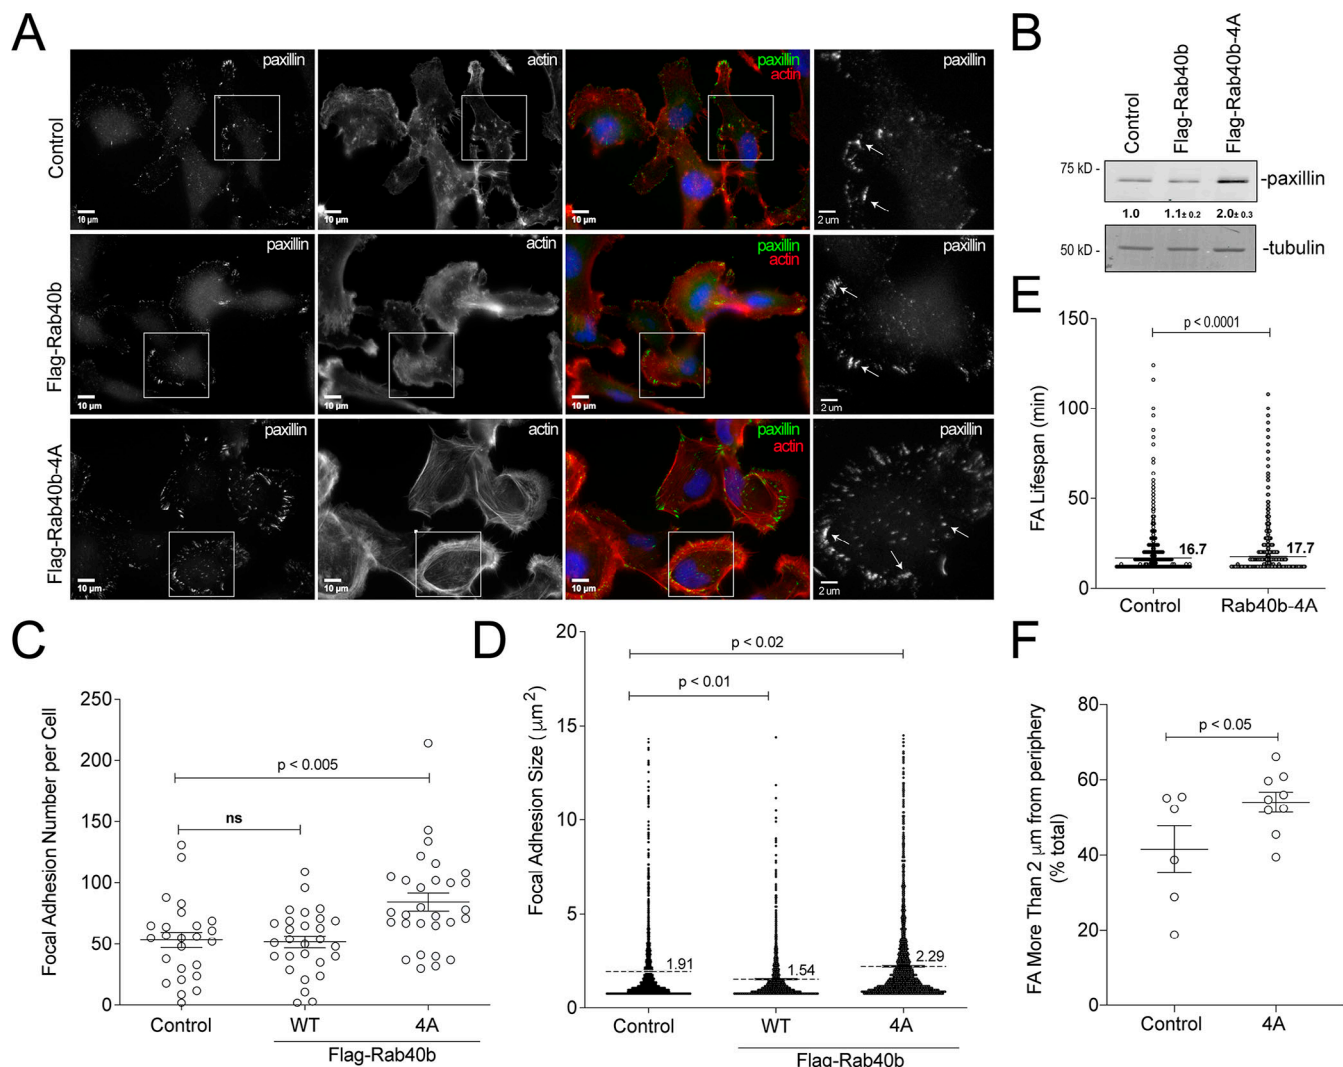 A
paxillin
actin
paxillin
actin
paxillin
Control
10 µm
10 µm
10 µm
2 um
paxillin
actin
paxillin
actin
paxillin
Flag-Rab40b
10 µm
10 µm
10 µm
2 um
paxillin
actin
paxillin
actin
paxillin
Flag-Rab40b-4A
10 µm
10 µm
10 µm
2 um
B
Control
Flag-Rab40b
Flag-Rab40b-4A
75 kD -
-paxillin
1.0 1.1± 0.2 2.0± 0.3
50 kD -
-tubulin
E
FA Lifespan (min)
150
100
50
0
p < 0.0001
16.7
17.7
Control
Rab40b-4A
C
Focal Adhesion Number per Cell
250
200
150
100
50
0
p < 0.005
ns
Control
WT
4A
Flag-Rab40b
D
Focal Adhesion Size ( µm²)
20
15
10
5
0
p < 0.02
p < 0.01
1.91
1.54
2.29
Control
WT
4A
Flag-Rab40b
F
FA More Than 2 µm from periphery
(% total)
80
60
40
20
0
p < 0.05
Control
4A